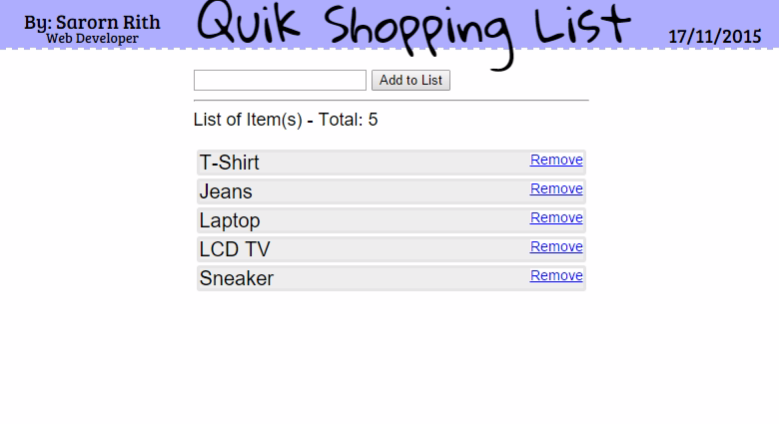 By: Sarorn Rith
Web Developer
Quik Shopping List
17/11/2015
Add to List
List of Item(s) - Total: 5
T-Shirt Remove
Jeans Remove
Laptop Remove
LCD TV Remove
Sneaker Remove